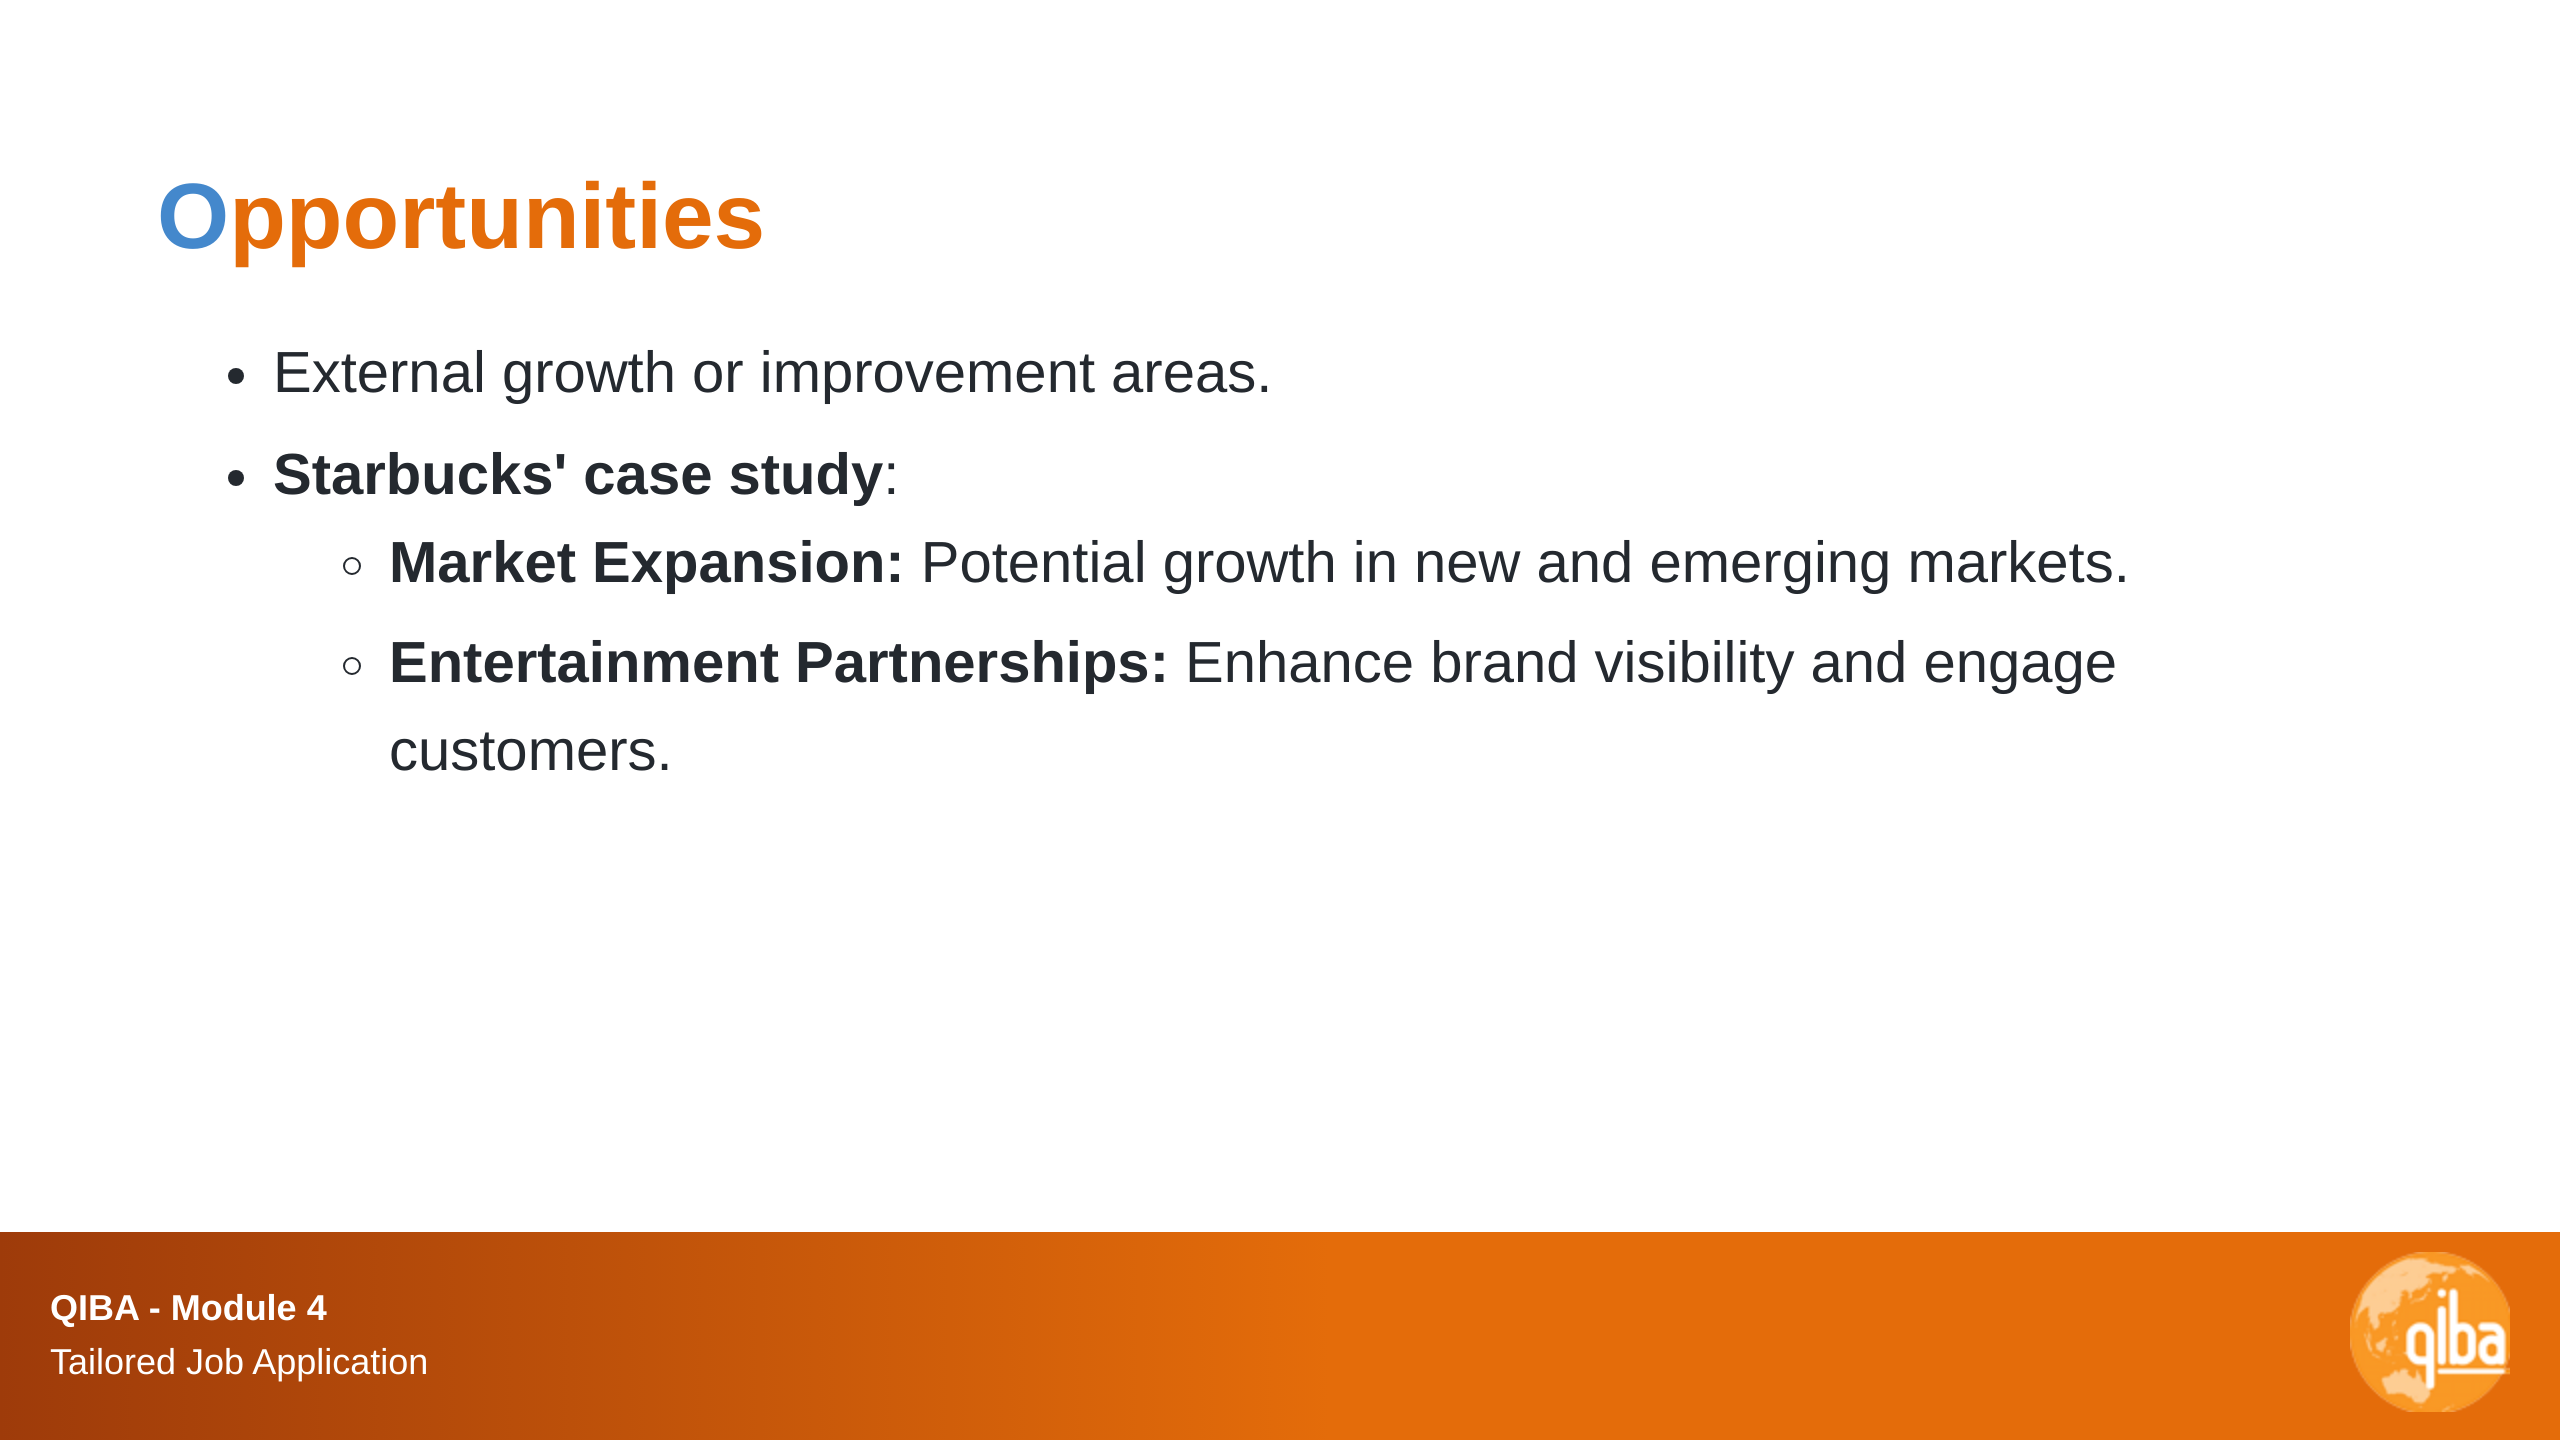 Opportunities
• External growth or improvement areas.
• Starbucks' case study:
○ Market Expansion: Potential growth in new and emerging markets.
○ Entertainment Partnerships: Enhance brand visibility and engage
customers.
QIBA - Module 4
Tailored Job Application
qiba